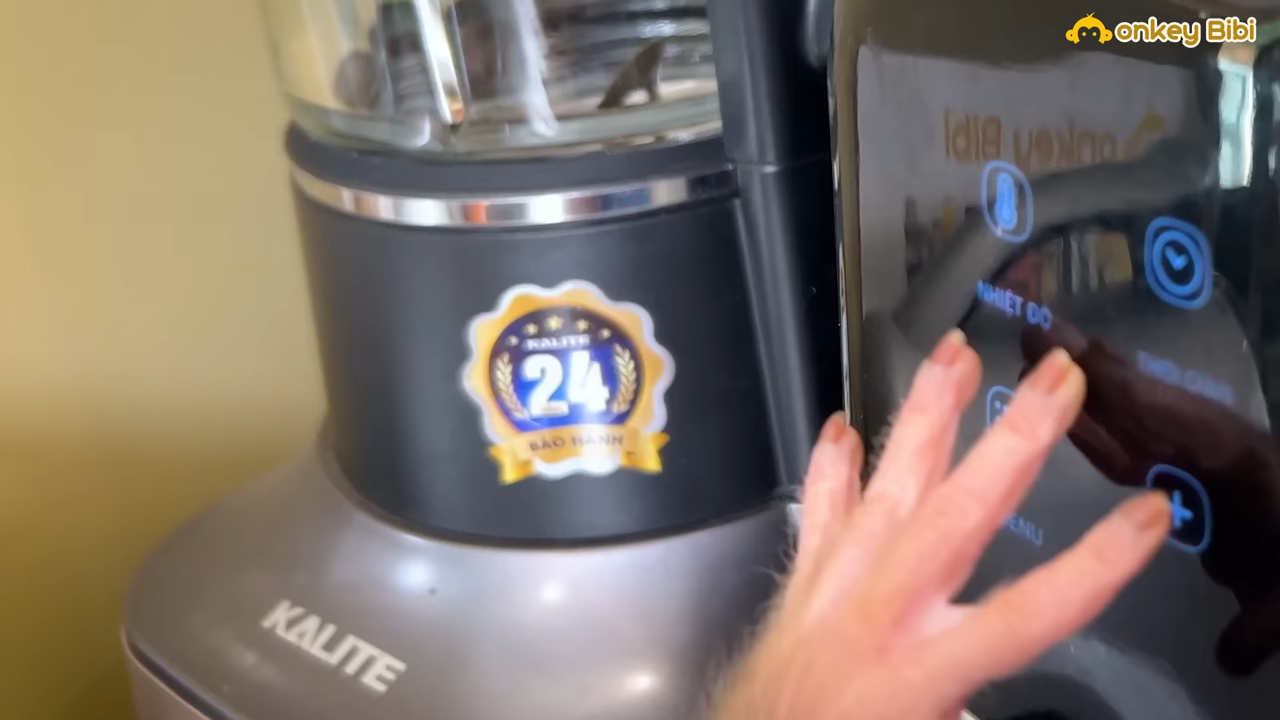 onkey Bibi
KALITE
24
BẢO HÀNH
KALITE
NHIỆT ĐỘ